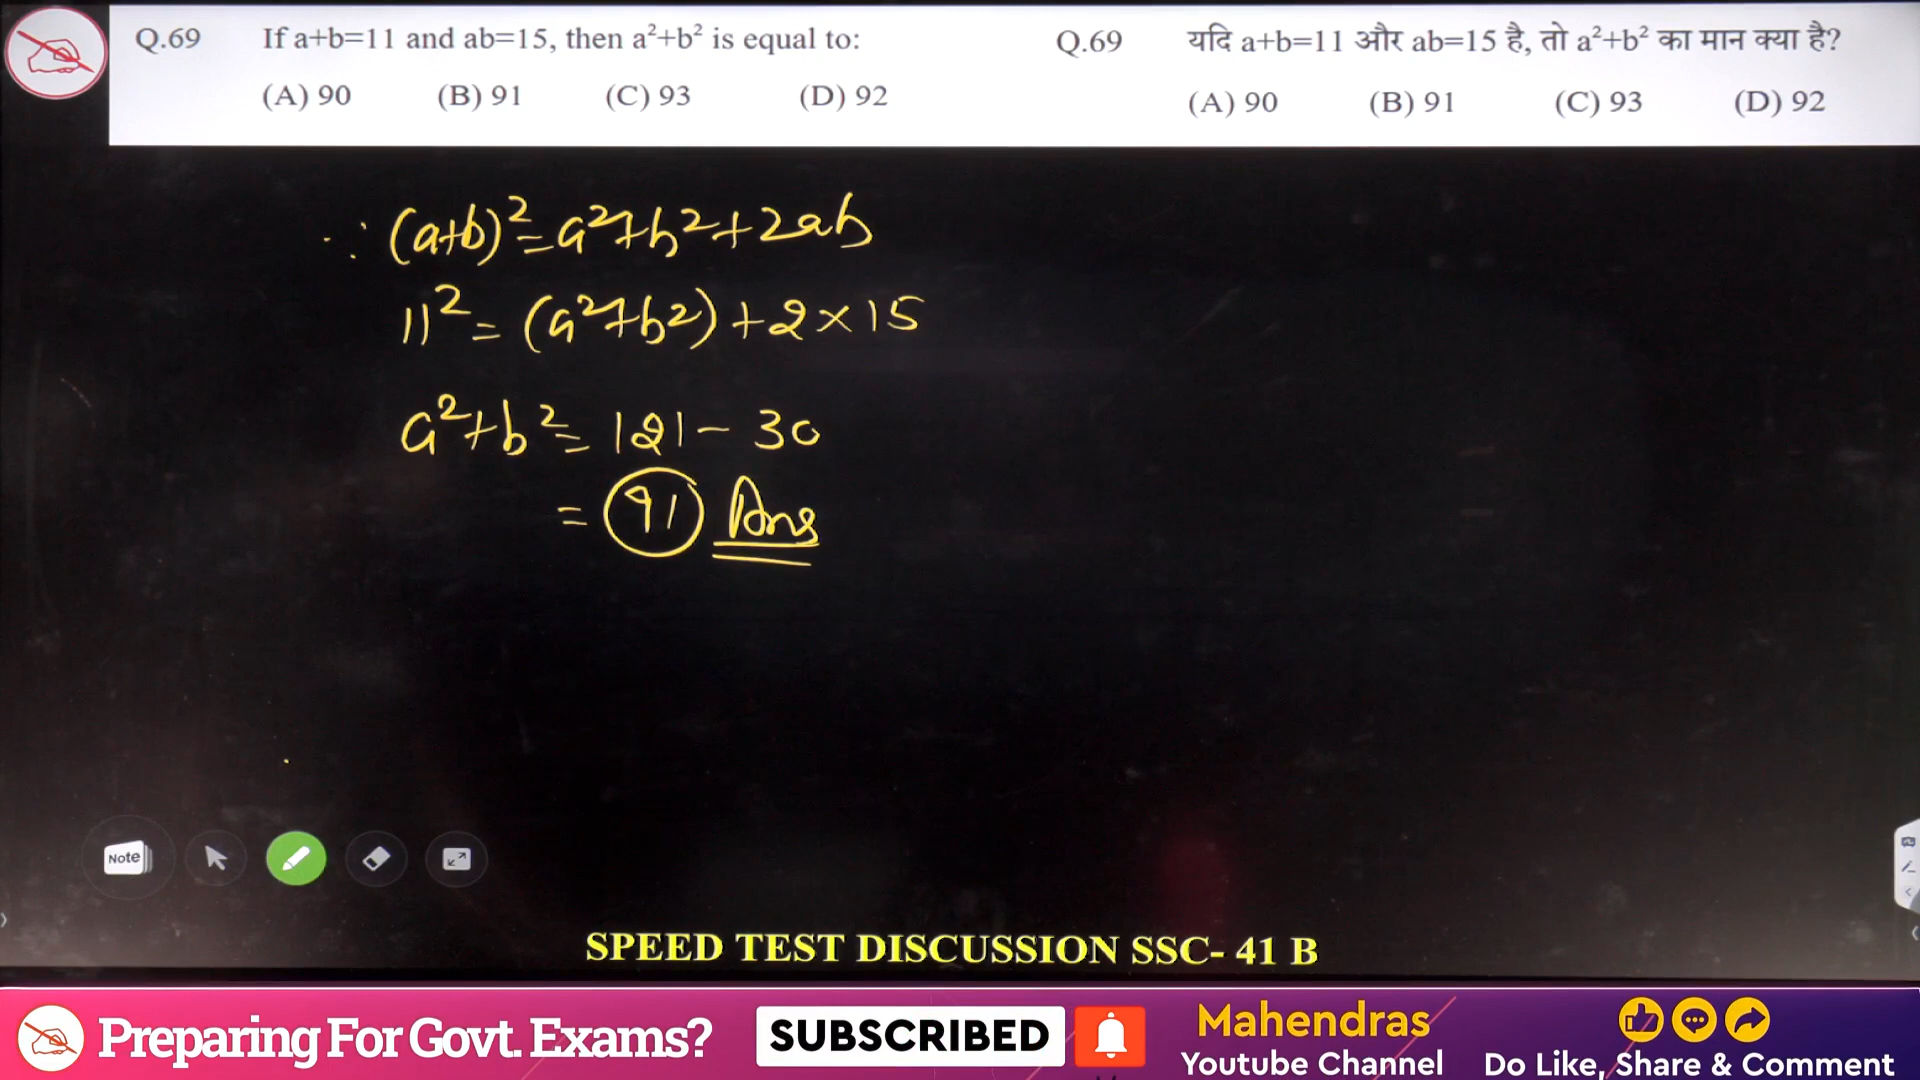 Q.69 If a+b=11 and ab=15, then a²+b² is equal to:
(A) 90 (B) 91 (C) 93 (D) 92
Q.69 यदि a+b=11 और ab=15 है, तो a²+b² का मान क्या है?
(A) 90 (B) 91 (C) 93 (D) 92
∵ (a+b)²=a²+b²+2ab
11²=(a²+b²)+2×15
a²+b²=121-30
=91 Ans
Note
SPEED TEST DISCUSSION SSC- 41 B
Preparing For Govt. Exams?
SUBSCRIBED
Mahendras
Youtube Channel
Do Like, Share & Comment